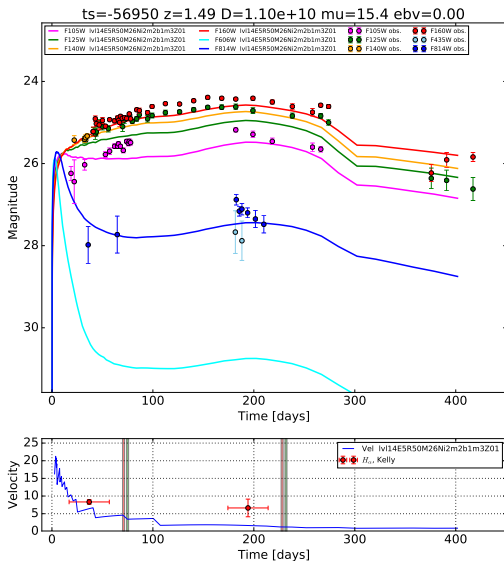 ts=-56950 z=1.49 D=1.10e+10 mu=15.4 ebv=0.00
F105W lvl14E5R50M26Ni2m2b1m3Z01
F125W lvl14E5R50M26Ni2m2b1m3Z01
F140W lvl14E5R50M26Ni2m2b1m3Z01
F160W lvl14E5R50M26Ni2m2b1m3Z01
F606W lvl14E5R50M26Ni2m2b1m3Z01
F814W lvl14E5R50M26Ni2m2b1m3Z01
F105W obs.
F125W obs.
F140W obs.
F160W obs.
F435W obs.
F814W obs.
Magnitude
24
26
28
30
0 100 200 300 400
Time [days]
Velocity
25
20
15
10
5
0
Vel lvl14E5R50M26Ni2m2b1m3Z01
, Kelly
0 100 200 300 400
Time [days]